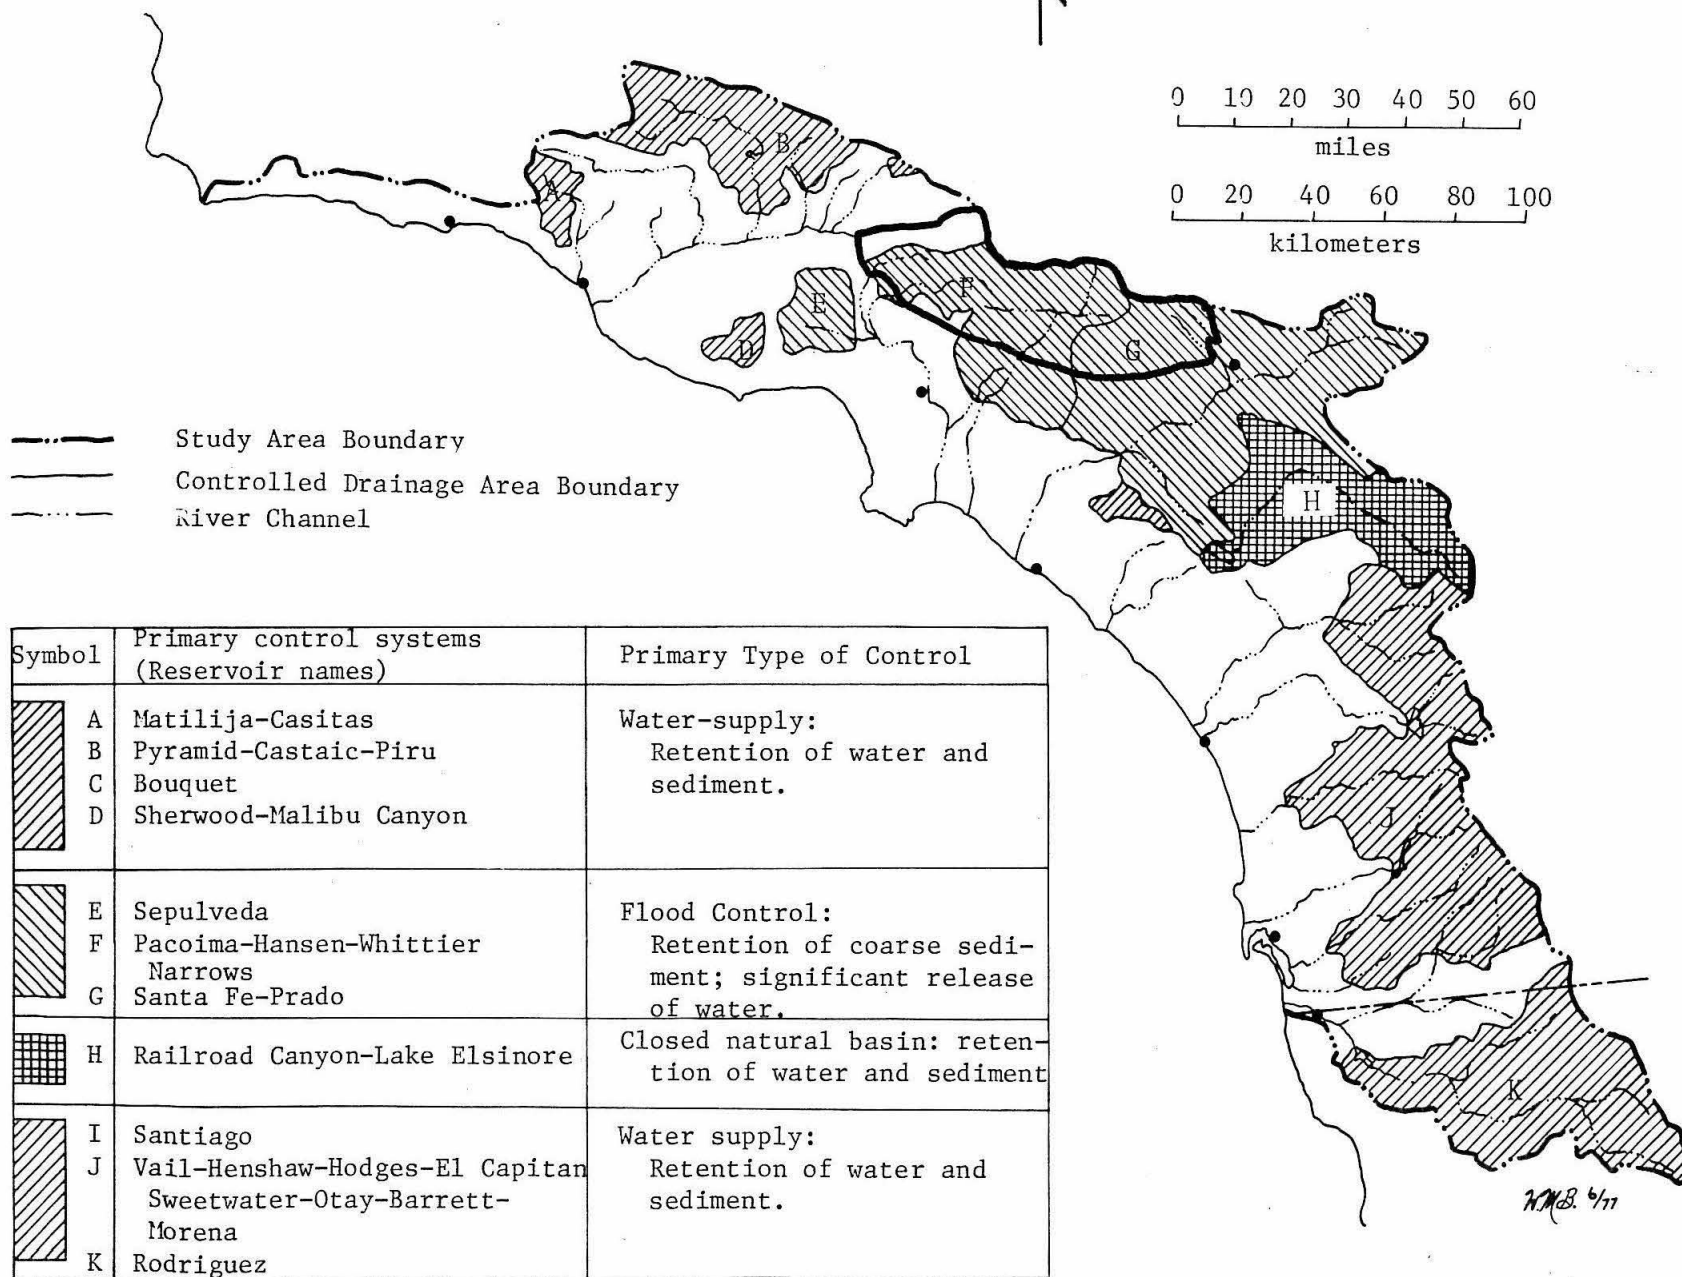 0 10 20 30 40 50 60
miles
0 20 40 60 80 100
kilometers
A
B
E
F
D
G
H
J
K
Study Area Boundary
Controlled Drainage Area Boundary
River Channel
Symbol
Primary control systems
(Reservoir names)
Primary Type of Control
A Matilija-Casitas
B Pyramid-Castaic-Piru
C Bouquet
D Sherwood-Malibu Canyon
Water-supply:
Retention of water and
sediment.
E Sepulveda
F Pacoima-Hansen-Whittier
Narrows
G Santa Fe-Prado
Flood Control:
Retention of coarse sedi-
ment; significant release
of water.
H Railroad Canyon-Lake Elsinore
Closed natural basin: reten-
tion of water and sediment
I Santiago
J Vail-Henshaw-Hodges-El Capitan
Sweetwater-Otay-Barrett-
Morena
K Rodriguez
Water supply:
Retention of water and
sediment.
W.M.B. 6/77